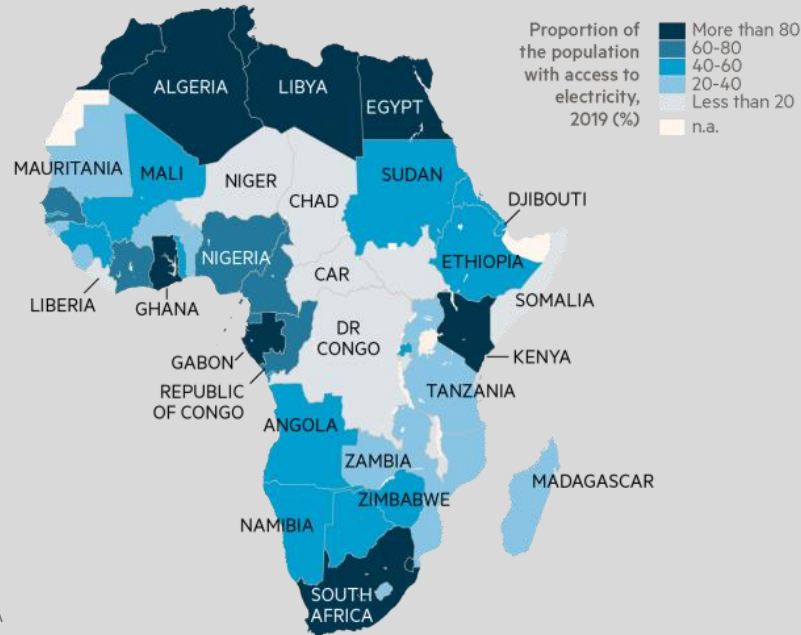 Proportion of
the population
with access to
electricity,
2019 (%)
More than 80
60-80
40-60
20-40
Less than 20
n.a.
ALGERIA
LIBYA
EGYPT
MAURITANIA
MALI
NIGER
CHAD
SUDAN
DJIBOUTI
NIGERIA
ETHIOPIA
CAR
SOMALIA
LIBERIA
GHANA
DR
CONGO
GABON
KENYA
REPUBLIC
OF CONGO
TANZANIA
ANGOLA
ZAMBIA
MADAGASCAR
ZIMBABWE
NAMIBIA
SOUTH
AFRICA